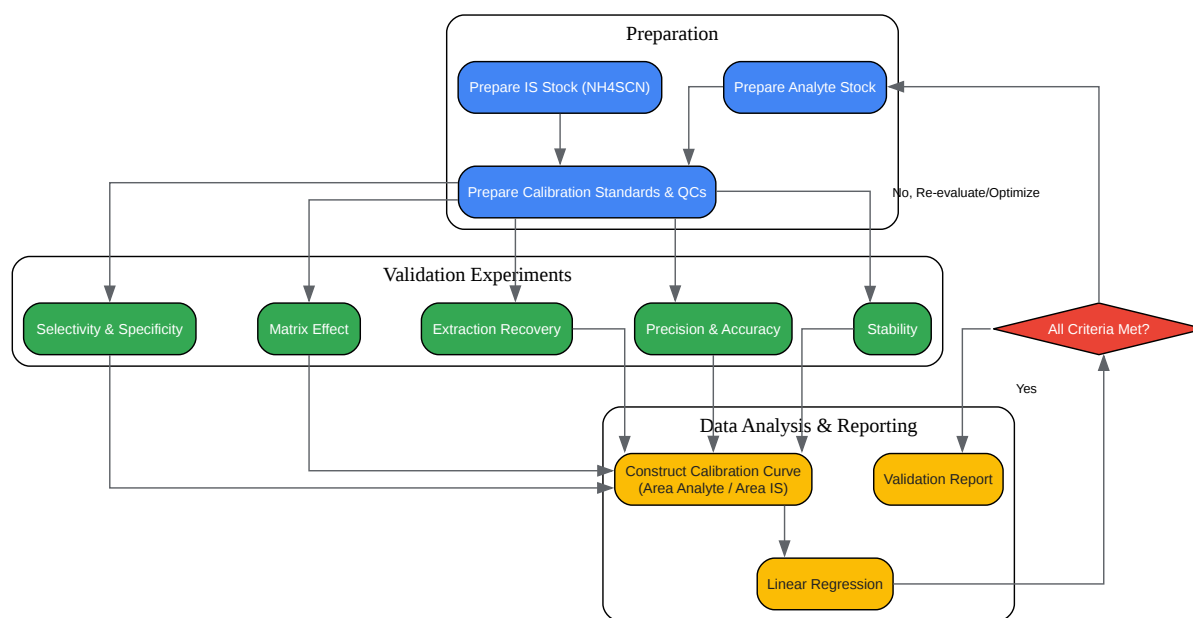 Preparation
Prepare IS Stock (NH4SCN)
Prepare Analyte Stock
Prepare Calibration Standards & QCs
No, Re-evaluate/Optimize
Validation Experiments
Selectivity & Specificity
Matrix Effect
Extraction Recovery
Precision & Accuracy
Stability
All Criteria Met?
Yes
Data Analysis & Reporting
Construct Calibration Curve
(Area Analyte / Area IS)
Validation Report
Linear Regression